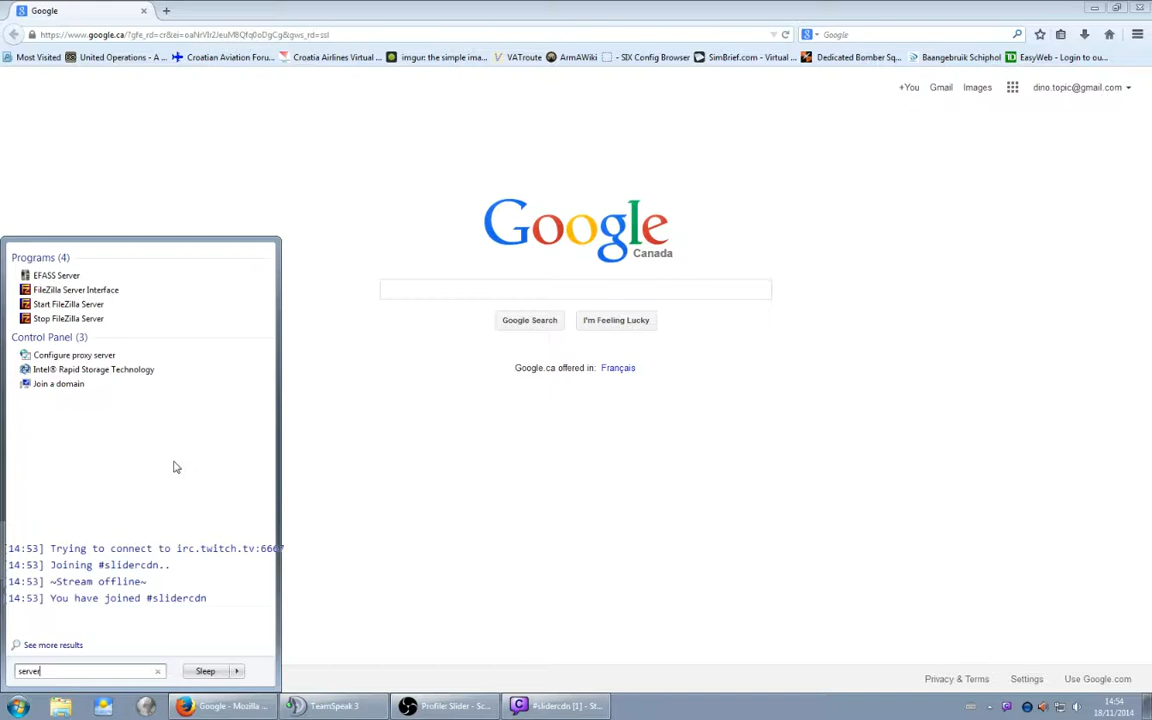 Google
https://www.google.ca/?gfe_rd=cr&ei=oaNrVIr2JeuM8Qfq0oDgCg&gws_rd=ssl
Google
Most Visited United Operations - A... Croatian Aviation Foru... Croatia Airlines Virtual ... imgur: the simple ima... VATroute ArmAWiki - SIX Config Browser SimBrief.com - Virtual ... Dedicated Bomber Sq... Baangebruik Schiphol EasyWeb - Login to ou...
+You Gmail Images dino.topic@gmail.com
Google
Canada
Google Search I'm Feeling Lucky
Google.ca offered in: Français
Programs (4)
EFASS Server
FileZilla Server Interface
Start FileZilla Server
Stop FileZilla Server
Control Panel (3)
Configure proxy server
Intel® Rapid Storage Technology
Join a domain
[14:53] Trying to connect to irc.twitch.tv:6667
[14:53] Joining #slidercdn..
[14:53] ~Stream offline~
[14:53] You have joined #slidercdn
See more results
server
Sleep
Privacy & Terms Settings Use Google.com
Google - Mozilla ... TeamSpeak 3 Profiler: Slider - Sc... #slidercdn [1] - St...
14:54
18/11/2014